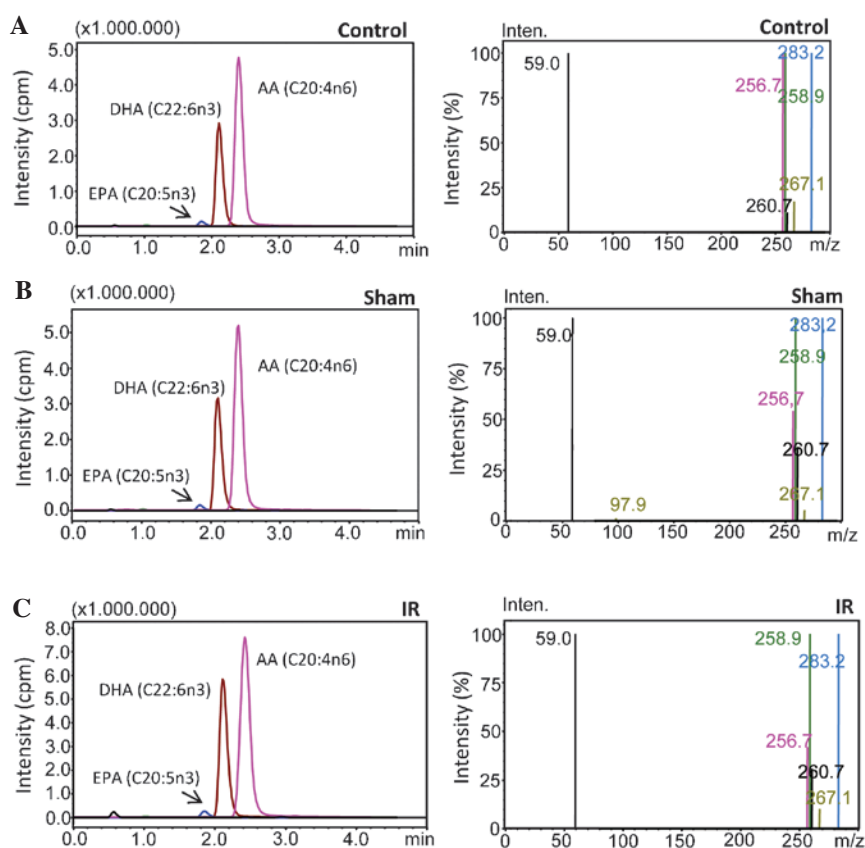 A
(x1.000.000)
Control
Intensity (cpm)
5.0
4.0
3.0
2.0
1.0
0.0
DHA (C22:6n3)
AA (C20:4n6)
EPA (C20:5n3)
0.0 1.0 2.0 3.0 4.0 min
Inten.
Control
Intensity (%)
100
75
50
25
0
59.0
283.2
256.7
258.9
267.1
260.7
0 50 100 150 200 250 m/z
B
(x1.000.000)
Sham
Intensity (cpm)
5.0
4.0
3.0
2.0
1.0
0.0
DHA (C22:6n3)
AA (C20:4n6)
EPA (C20:5n3)
0.0 1.0 2.0 3.0 4.0 min
Inten.
Sham
Intensity (%)
100
75
50
25
0
59.0
283,2
258.9
256,7
260.7
267.1
97.9
0 50 100 150 200 250 m/z
C
(x1.000.000)
IR
Intensity (cpm)
8.0
7.0
6.0
5.0
4.0
3.0
2.0
1.0
0.0
DHA (C22:6n3)
AA (C20:4n6)
EPA (C20:5n3)
0.0 1.0 2.0 3.0 4.0 min
Inten.
IR
Intensity (%)
100
75
50
25
0
59.0
258.9
283.2
256.7
260.7
267.1
0 50 100 150 200 250 m/z